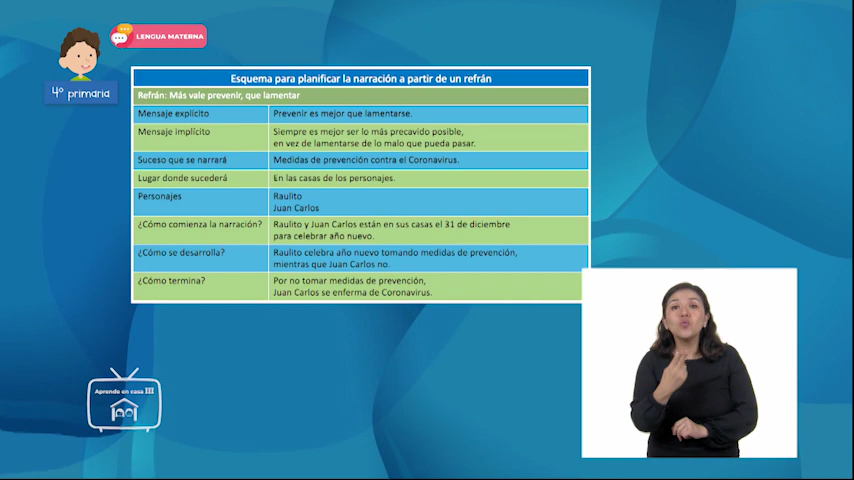 LENGUA MATERNA
4º primaria
Esquema para planificar la narración a partir de un refrán
Refrán: Más vale prevenir, que lamentar
Mensaje explícito
Prevenir es mejor que lamentarse.
Mensaje implícito
Siempre es mejor ser lo más precavido posible,
en vez de lamentarse de lo malo que pueda pasar.
Suceso que se narrará
Medidas de prevención contra el Coronavirus.
Lugar donde sucederá
En las casas de los personajes.
Personajes
Raulito
Juan Carlos
¿Cómo comienza la narración?
Raulito y Juan Carlos están en sus casas el 31 de diciembre
para celebrar año nuevo.
¿Cómo se desarrolla?
Raulito celebra año nuevo tomando medidas de prevención,
mientras que Juan Carlos no.
¿Cómo termina?
Por no tomar medidas de prevención,
Juan Carlos se enferma de Coronavirus.
Aprende en casa III